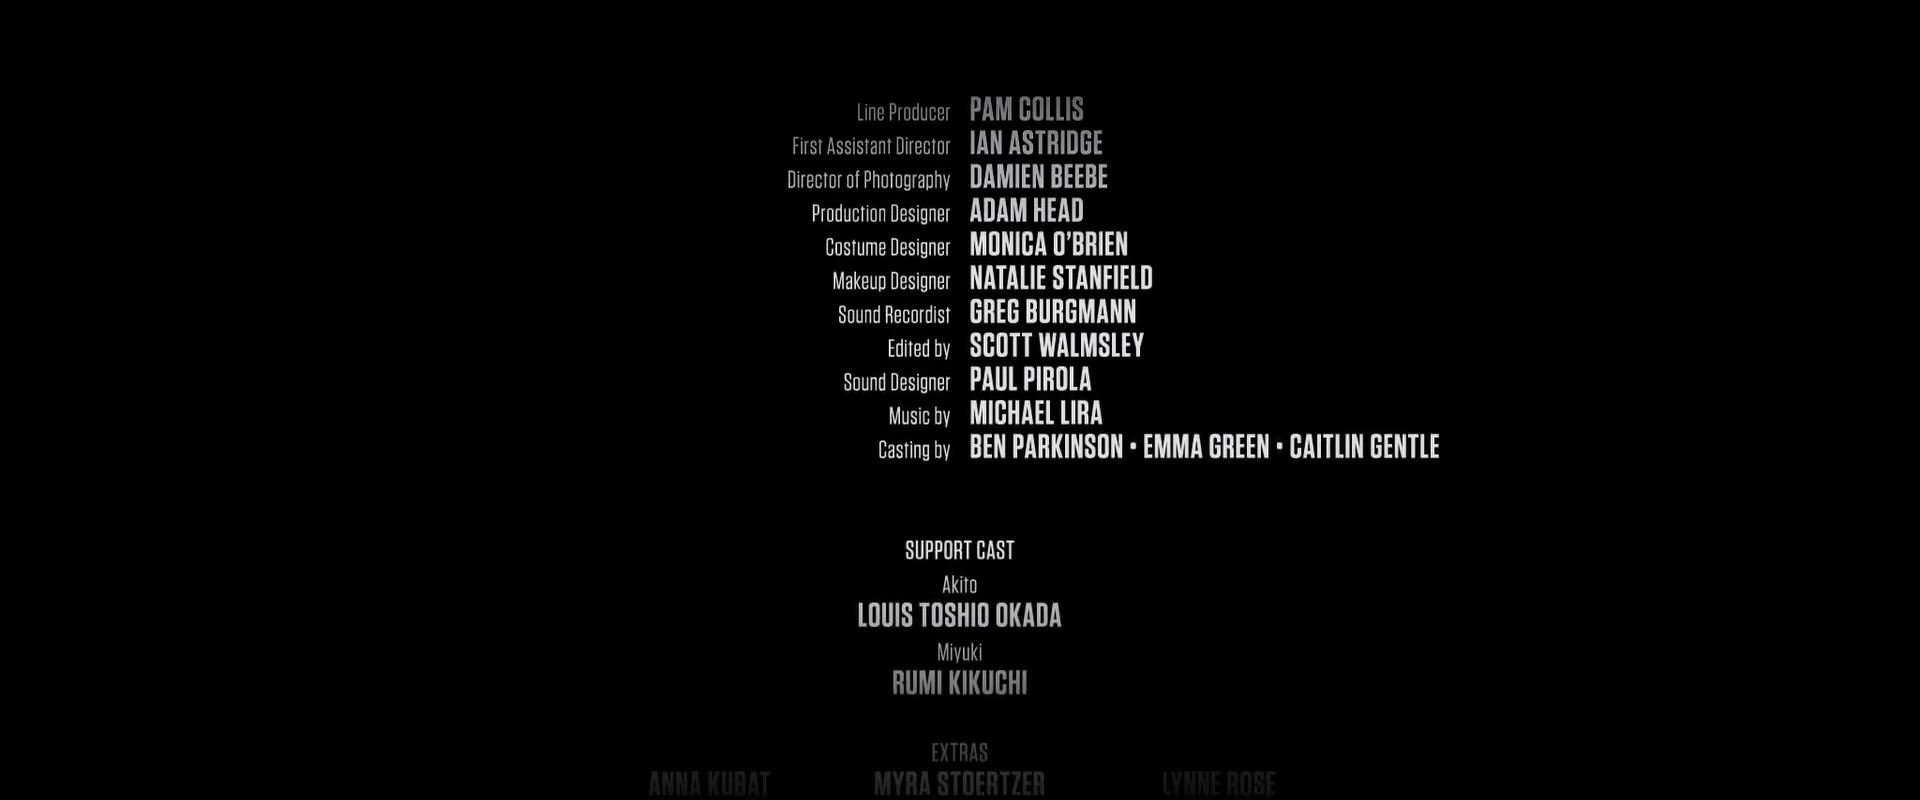 Line Producer PAM COLLIS
First Assistant Director IAN ASTRIDGE
Director of Photography DAMIEN BEEBE
Production Designer ADAM HEAD
Costume Designer MONICA O’BRIEN
Makeup Designer NATALIE STANFIELD
Sound Recordist GREG BURGMANN
Edited by SCOTT WALMSLEY
Sound Designer PAUL PIROLA
Music by MICHAEL LIRA
Casting by BEN PARKINSON • EMMA GREEN • CAITLIN GENTLE
SUPPORT CAST
Akito
LOUIS TOSHIO OKADA
Miyuki
RUMI KIKUCHI
EXTRAS
ANNA KUBAT MYRA STOERTZER LYNNE ROSE